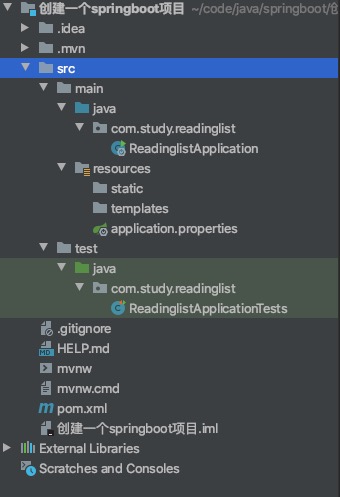 创建一个springboot项目 ~/code/java/springboot/创
.idea
.mvn
src
main
java
com.study.readinglist
ReadinglistApplication
resources
static
templates
application.properties
test
java
com.study.readinglist
ReadinglistApplicationTests
.gitignore
HELP.md
mvnw
mvnw.cmd
pom.xml
创建一个springboot项目.iml
External Libraries
Scratches and Consoles